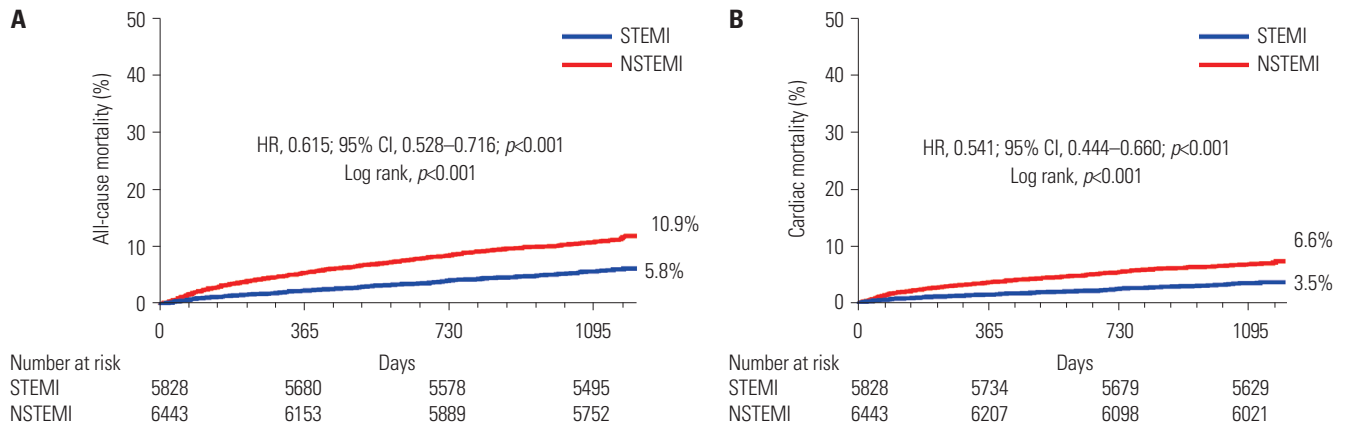 A
50
40
30
20
10
0
All-cause mortality (%)
STEMI
NSTEMI
HR, 0.615; 95% CI, 0.528–0.716; p<0.001
Log rank, p<0.001
10.9%
5.8%
0 365 730 1095
Days
Number at risk
STEMI 5828 5680 5578 5495
NSTEMI 6443 6153 5889 5752
B
50
40
30
20
10
0
Cardiac mortality (%)
STEMI
NSTEMI
HR, 0.541; 95% CI, 0.444–0.660; p<0.001
Log rank, p<0.001
6.6%
3.5%
0 365 730 1095
Days
Number at risk
STEMI 5828 5734 5679 5629
NSTEMI 6443 6207 6098 6021